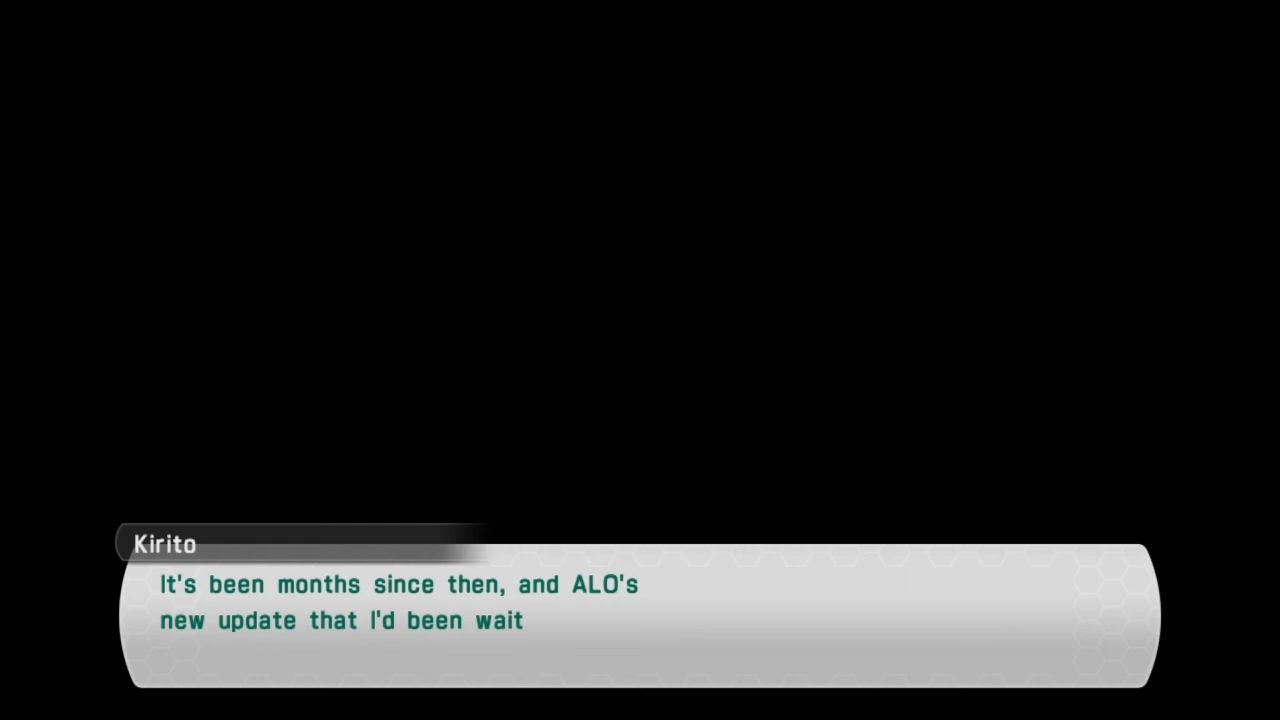 Kirito
It's been months since then, and ALO's
new update that I'd been wait